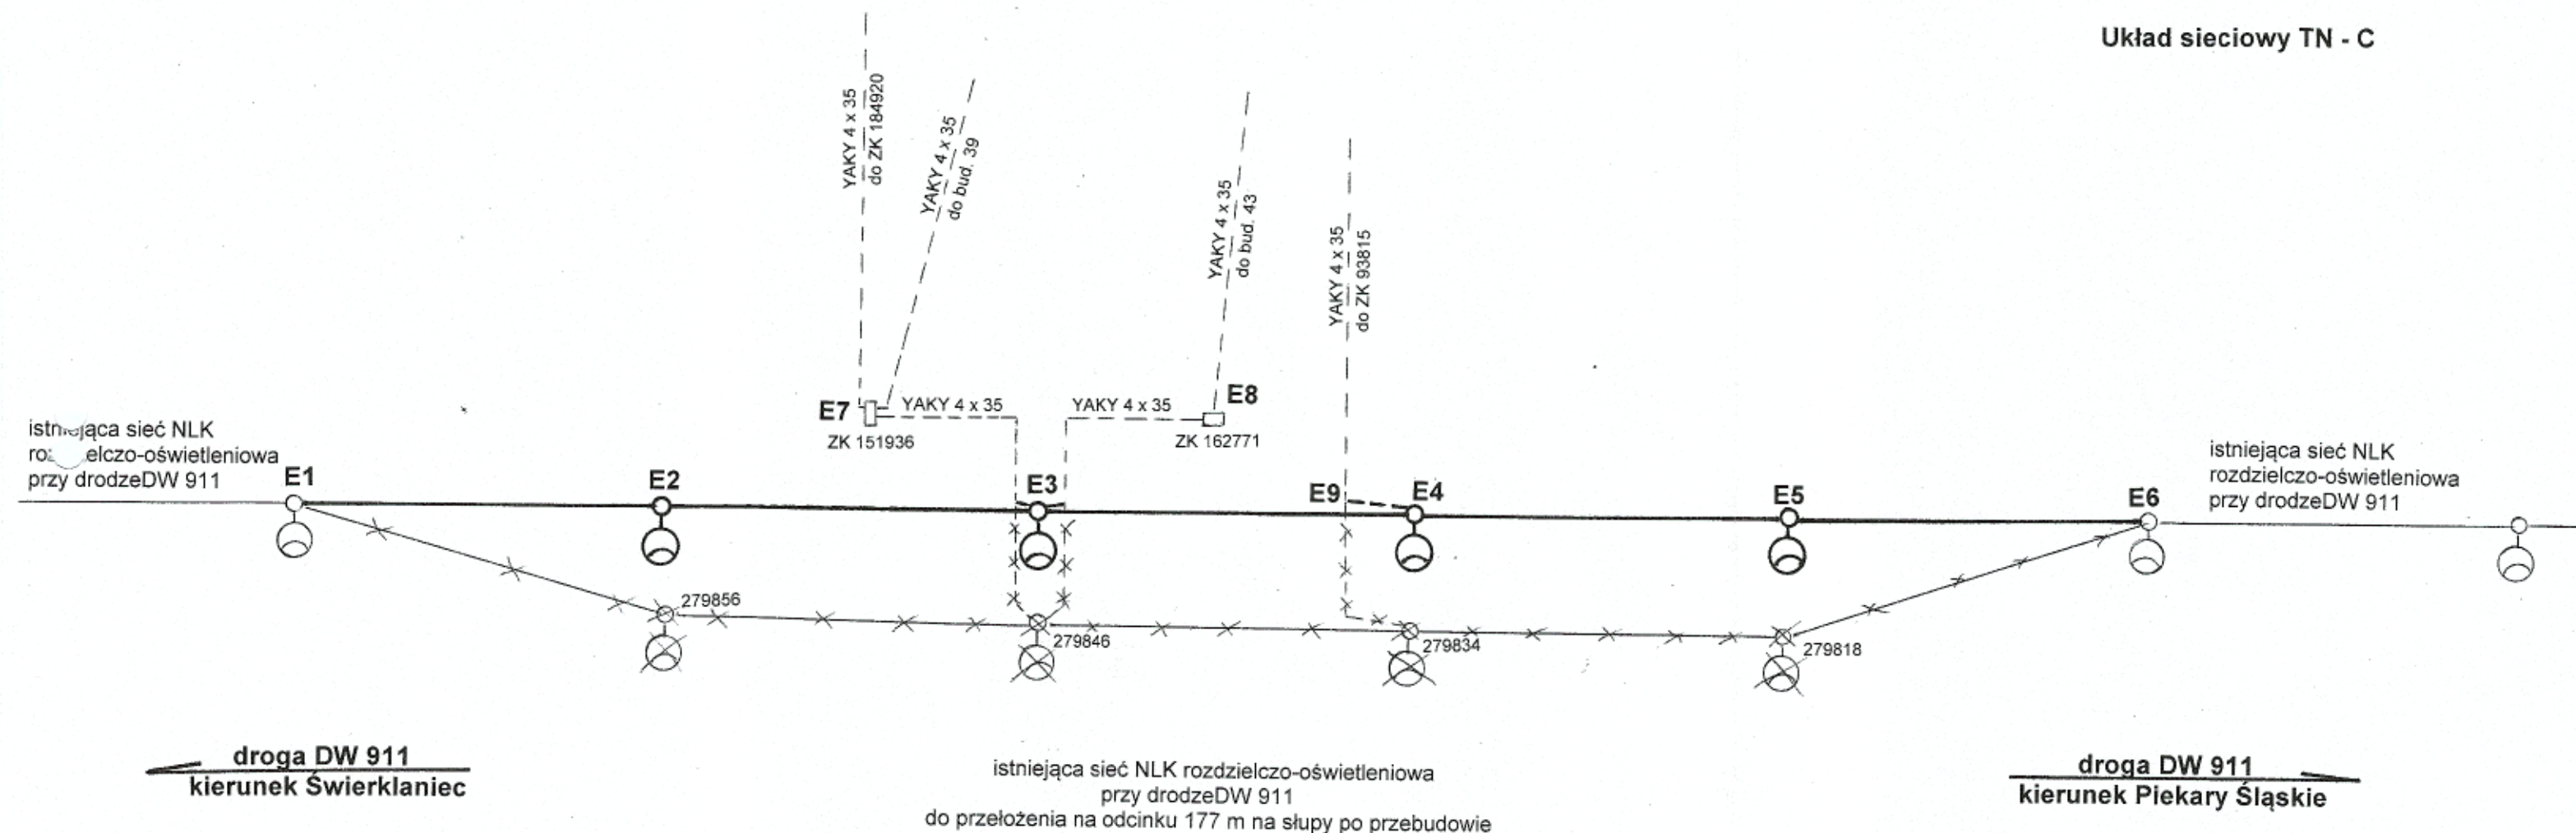 Układ sieciowy TN - C
YAKY 4 x 35
do ZK 184920
YAKY 4 x 35
do bud. 39
YAKY 4 x 35
do bud. 43
YAKY 4 x 35
do ZK 93815
E7
YAKY 4 x 35
ZK 151936
YAKY 4 x 35
E8
ZK 162771
istniejąca sieć NLK
elczo-oświetleniowa
przy drodzeDW 911
E1
E2
E3
E9
E4
E5
E6
istniejąca sieć NLK
rozdzielczo-oświetleniowa
przy drodzeDW 911
279856
279846
279834
279818
droga DW 911
kierunek Świerklaniec
istniejąca sieć NLK rozdzielczo-oświetleniowa
przy drodzeDW 911
do przełożenia na odcinku 177 m na słupy po przebudowie
droga DW 911
kierunek Piekary Śląskie